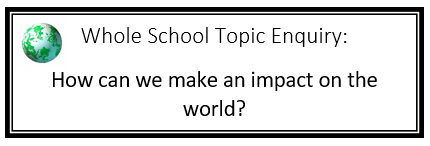 Whole School Topic Enquiry:
How can we make an impact on the
world?